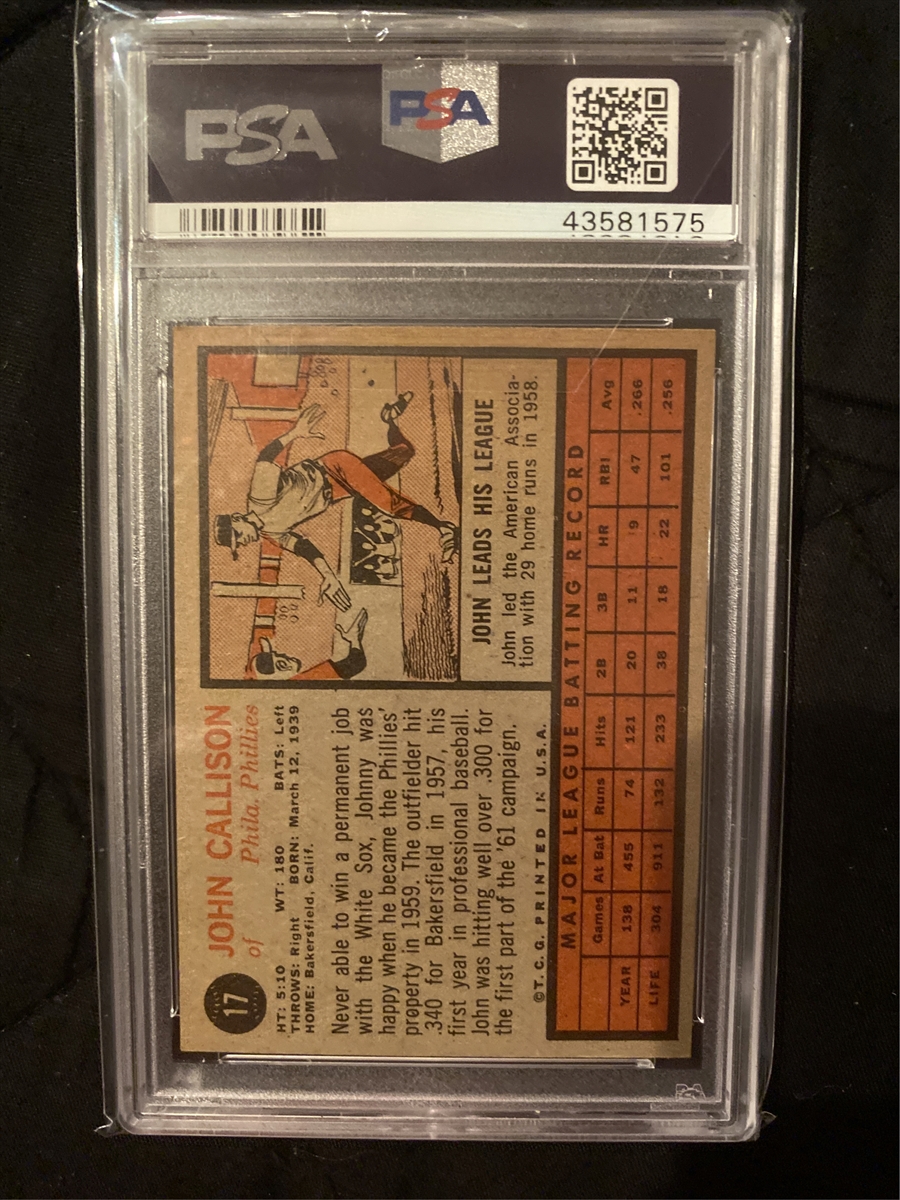 PSA
PSA
43581575
17
JOHN CALLISON
of Phila. Phillies
HT: 5:10 WT: 180 BATS: Left
THROWS: Right BORN: March 12, 1939
HOME: Bakersfield, Calif.
Never able to win a permanent job
with the White Sox, Johnny was
happy when he became the Phillies'
property in 1959. The outfielder hit
.340 for Bakersfield in 1957, his
first year in professional baseball.
John was hitting well over .300 for
the first part of the '61 campaign.
©T. C. G. PRINTED IN U.S.A.
JOHN LEADS HIS LEAGUE
John led the American Associa-
tion with 29 home runs in 1958.
MAJOR LEAGUE BATTING RECORD
Games At Bat Runs Hits 2B 3B HR RBI Avg
YEAR 138 455 74 121 20 11 9 47 .266
LIFE 304 911 132 233 38 18 22 101 .256